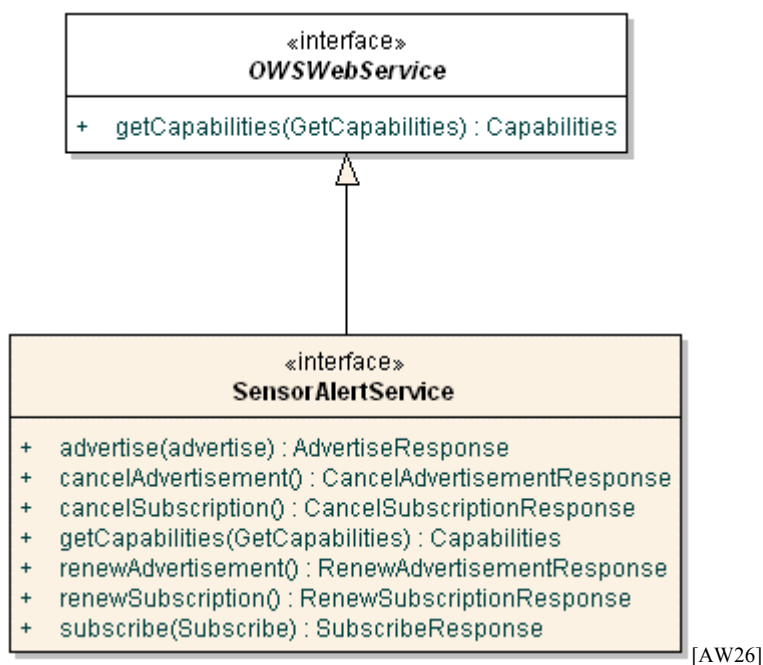 «interface»
OWSWebService
+ getCapabilities(GetCapabilities) : Capabilities
«interface»
SensorAlertService
+ advertise(advertise) : AdvertiseResponse
+ cancelAdvertisement() : CancelAdvertisementResponse
+ cancelSubscription() : CancelSubscriptionResponse
+ getCapabilities(GetCapabilities) : Capabilities
+ renewAdvertisement() : RenewAdvertisementResponse
+ renewSubscription() : RenewSubscriptionResponse
+ subscribe(Subscribe) : SubscribeResponse
[AW26]